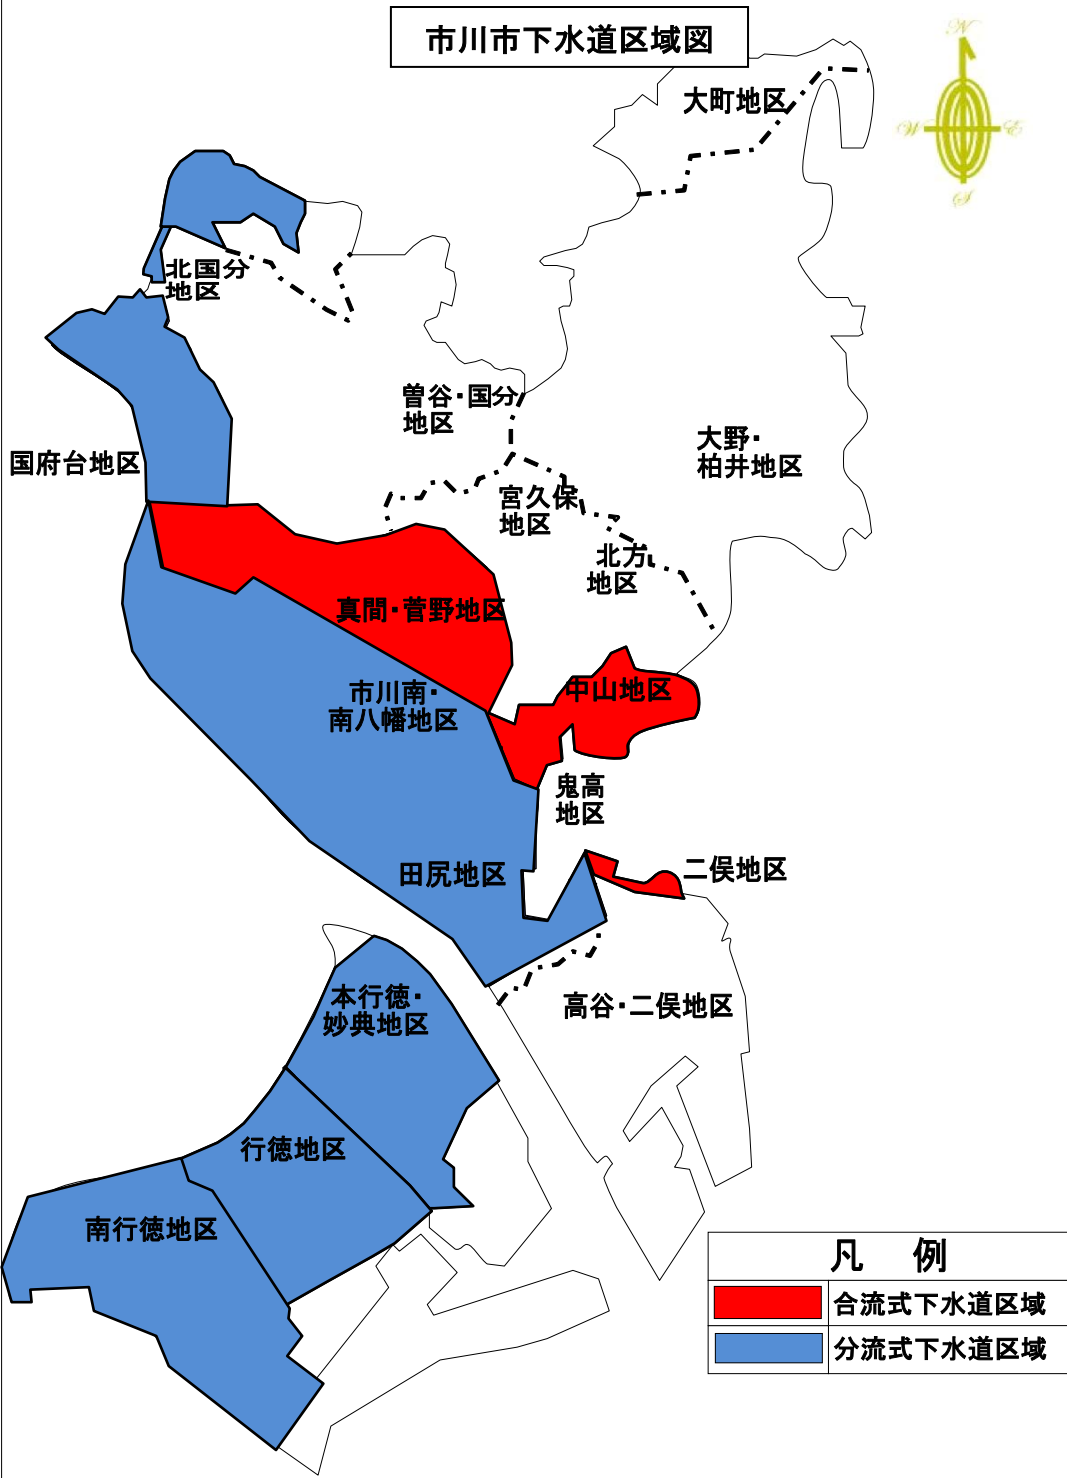 市川市下水道区域図
N
W
E
S
大町地区
北国分
地区
曽谷・国分
地区
大野・
柏井地区
国府台地区
宮久保
地区
北方
地区
真間・菅野地区
中山地区
市川南・
南八幡地区
鬼高
地区
田尻地区
二俣地区
本行徳・
妙典地区
高谷・二俣地区
行徳地区
南行徳地区
凡 例
合流式下水道区域
分流式下水道区域